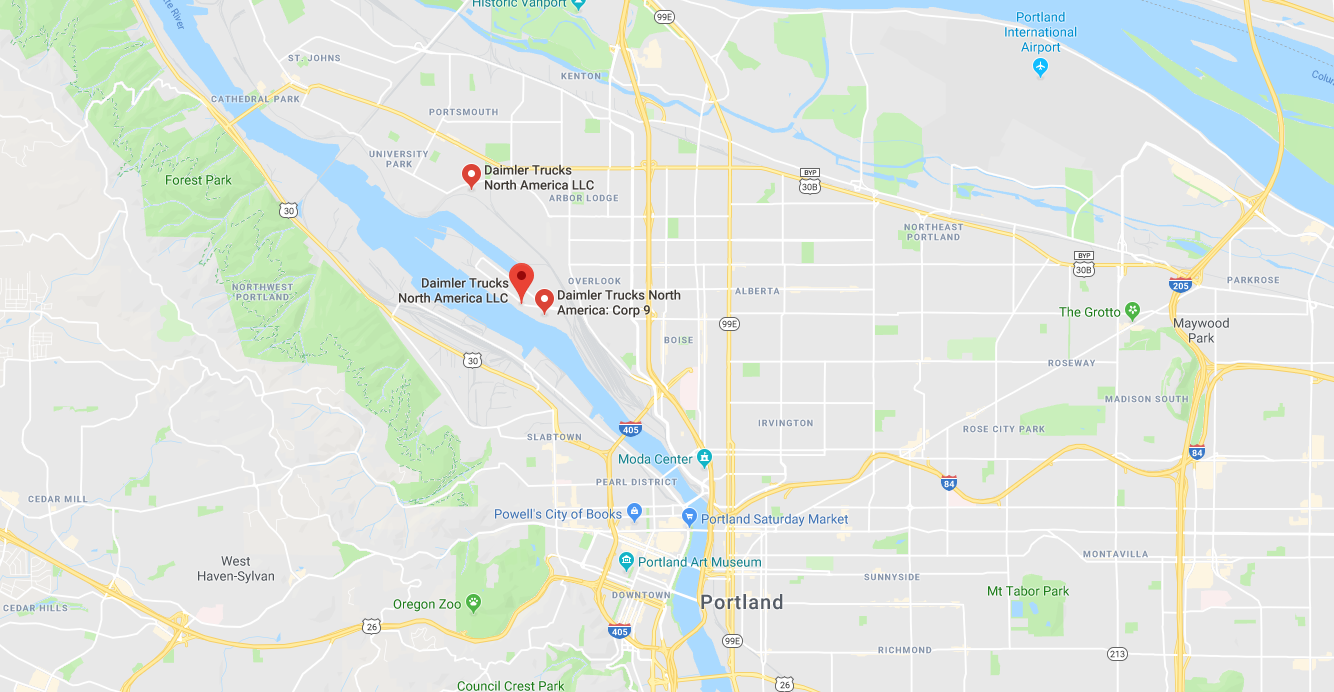 Historic Vanport
99E
Portland
International
Airport
ST. JOHNS
KENTON
CATHEDRAL PARK
PORTSMOUTH
UNIVERSITY
PARK
Daimler Trucks
North America LLC
Forest Park
BYP
30B
ARBOR LODGE
30
NORTHEAST
PORTLAND
BYP
30B
OVERLOOK
205
PARKROSE
Daimler Trucks
North America LLC
NORTHWEST
PORTLAND
Daimler Trucks North
America: Corp 9
ALBERTA
The Grotto
99E
Maywood
Park
BOISE
30
ROSEWAY
MADISON SOUTH
IRVINGTON
405
ROSE CITY PARK
SLABTOWN
84
Moda Center
84
PEARL DISTRICT
CEDAR MILL
Powell's City of Books
Portland Saturday Market
MONTAVILLA
West
Haven-Sylvan
Portland Art Museum
SUNNYSIDE
Mt Tabor Park
DOWNTOWN
Portland
Oregon Zoo
CEDAR HILLS
26
405
99E
RICHMOND
213
Council Crest Park
26